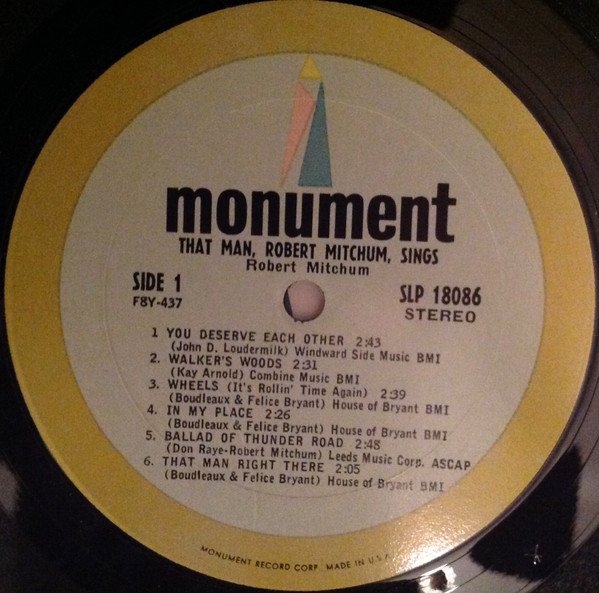 monument
THAT MAN, ROBERT MITCHUM, SINGS
Robert Mitchum
SIDE 1
F8Y-437
SLP 18086
STEREO
1 YOU DESERVE EACH OTHER 2:43
(John D. Loudermilk) Windward Side Music BMI
2. WALKER'S WOODS 2:31
(Kay Arnold) Combine Music BMI
3. WHEELS (It's Rollin' Time Again) 2:39
(Boudleaux & Felice Bryant) House of Bryant BMI
4. IN MY PLACE 2:26
(Boudleaux & Felice Bryant) House of Bryant BMI
5. BALLAD OF THUNDER ROAD 2:48
(Don Raye-Robert Mitchum) Leeds Music Corp. ASCAP
6. THAT MAN RIGHT THERE 2:05
(Boudleaux & Felice Bryant) House of Bryant BMI
MONUMENT RECORD CORP. MADE IN U.S.A.